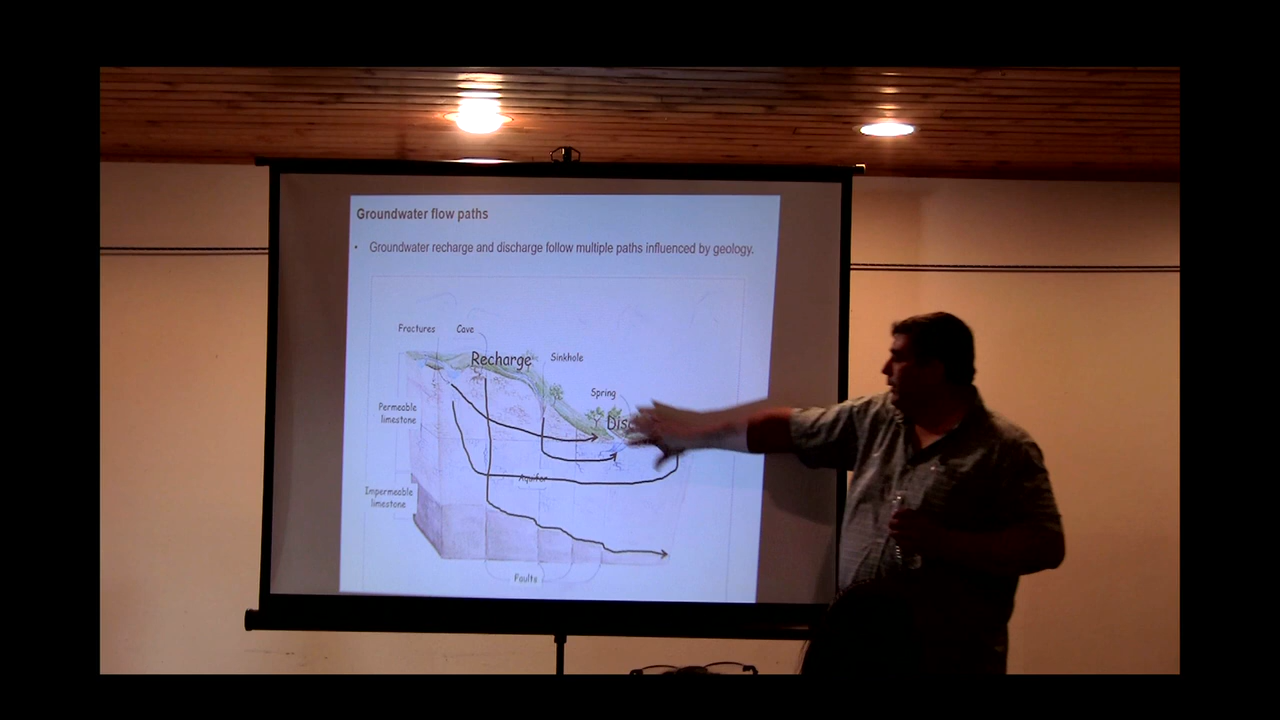 Groundwater flow paths
• Groundwater recharge and discharge follow multiple paths influenced by geology.
Fractures
Cave
Recharge
Sinkhole
Spring
Permeable
limestone
Aquifer
Impermeable
limestone
Faults